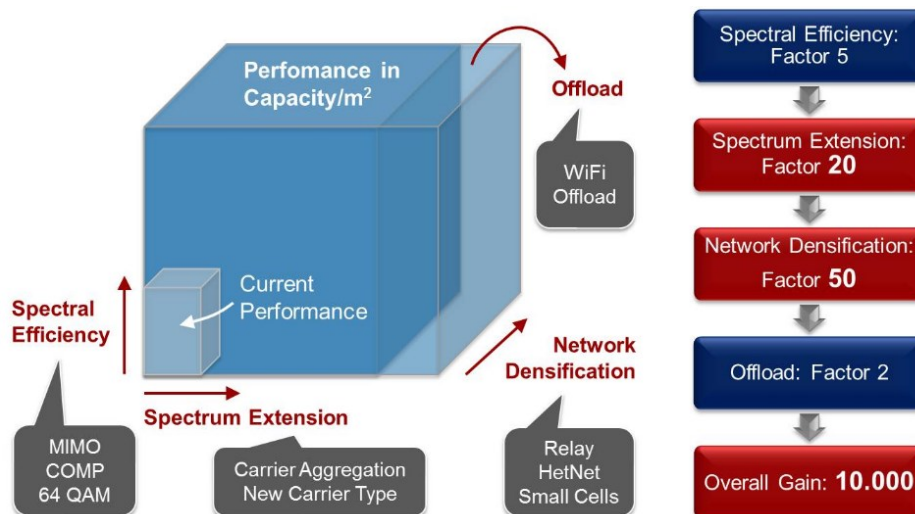 Perfomance in
Capacity/m²
Offload
WiFi
Offload
Current
Performance
Spectral
Efficiency
Network
Densification
Spectrum Extension
MIMO
COMP
64 QAM
Carrier Aggregation
New Carrier Type
Relay
HetNet
Small Cells
Spectral Efficiency:
Factor 5
Spectrum Extension:
Factor 20
Network Densification:
Factor 50
Offload: Factor 2
Overall Gain: 10.000